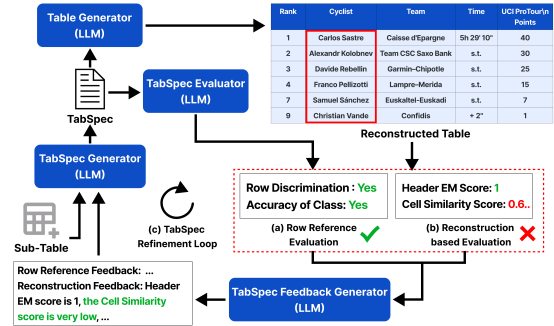 Table Generator
(LLM)
Rank Cyclist Team Time UCI ProTour\n
Points
1 Carlos Sastre Caisse d'Epargne 5h 29' 10" 40
2 Alexandr Kolobnev Team CSC Saxo Bank s.t. 30
3 Davide Rebellin Garmin–Chipotle s.t. 25
4 Franco Pellizotti Lampre–Merida s.t. 15
7 Samuel Sánchez Euskaltel-Euskadi s.t. 7
9 Christian Vande Confidis + 2" 1
Reconstructed Table
TabSpec
TabSpec Evaluator
(LLM)
TabSpec Generator
(LLM)
Sub-Table
(c) TabSpec
Refinement Loop
Row Discrimination : Yes
Accuracy of Class: Yes
(a) Row Reference
Evaluation
Header EM Score: 1
Cell Similarity Score: 0.6..
(b) Reconstruction
based Evaluation
Row Reference Feedback: ...
Reconstruction Feedback: Header
EM score is 1, the Cell Similarity
score is very low, ...
TabSpec Feedback Generator
(LLM)